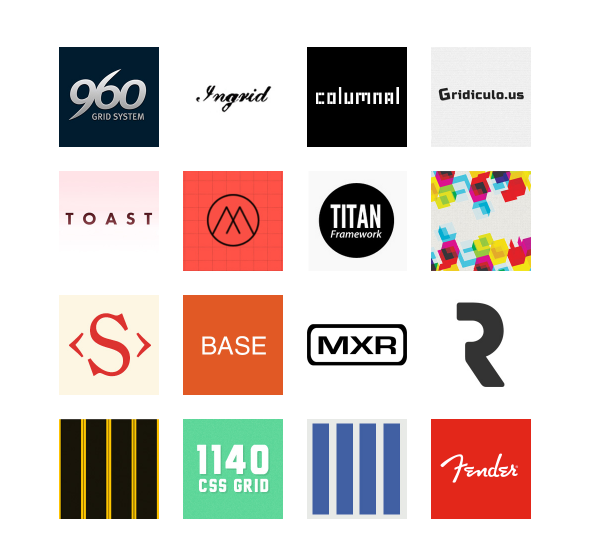 960
GRID SYSTEM
Ingrid
columnal
Gridiculo.us
TOAST
TITAN
Framework
<S>
BASE
MXR
R
1140
CSS GRID
Fender